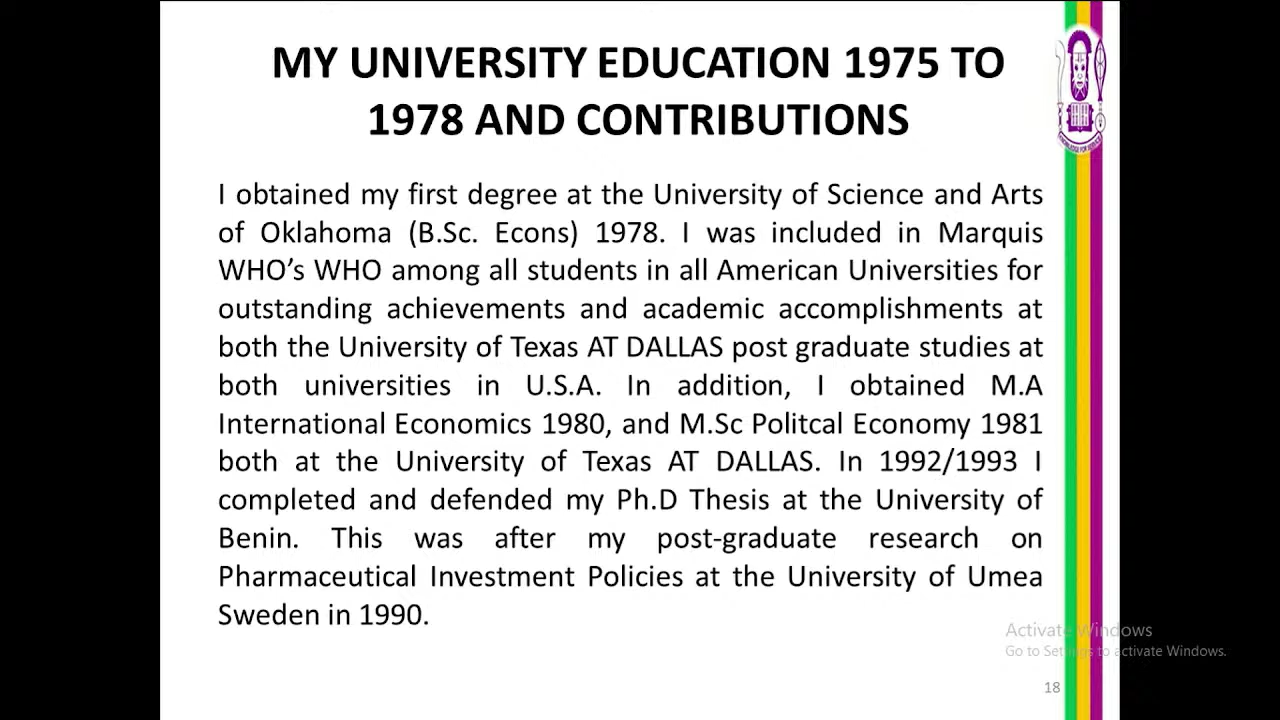 MY UNIVERSITY EDUCATION 1975 TO
1978 AND CONTRIBUTIONS
I obtained my first degree at the University of Science and Arts
of Oklahoma (B.Sc. Econs) 1978. I was included in Marquis
WHO’s WHO among all students in all American Universities for
outstanding achievements and academic accomplishments at
both the University of Texas AT DALLAS post graduate studies at
both universities in U.S.A. In addition, I obtained M.A
International Economics 1980, and M.Sc Politcal Economy 1981
both at the University of Texas AT DALLAS. In 1992/1993 I
completed and defended my Ph.D Thesis at the University of
Benin. This was after my post-graduate research on
Pharmaceutical Investment Policies at the University of Umea
Sweden in 1990.
KNOWLEDGE FOR SERVICE
Activate Windows
Go to Settings to activate Windows.
18